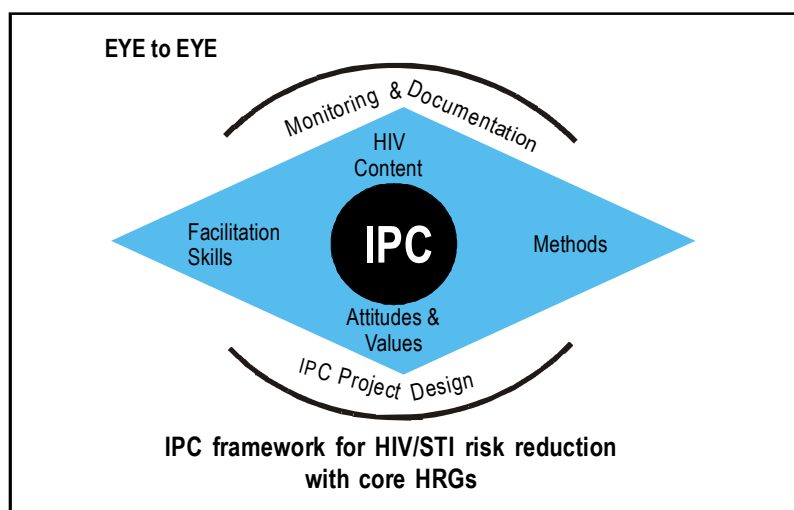 EYE to EYE
Monitoring & Documentation
HIV
Content
Facilitation
Skills
IPC
Methods
Attitudes &
Values
IPC Project Design
IPC framework for HIV/STI risk reduction
with core HRGs